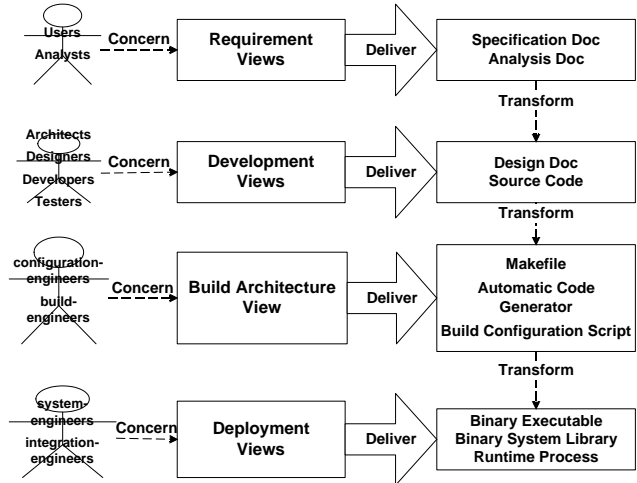 Users
Analysts
Concern
Requirement
Views
Deliver
Specification Doc
Analysis Doc
Transform
Architects
Designers
Developers
Testers
Concern
Development
Views
Deliver
Design Doc
Source Code
Transform
configuration-
engineers
build-
engineers
Concern
Build Architecture
View
Deliver
Makefile
Automatic Code
Generator
Build Configuration Script
Transform
system-
engineers
integration-
engineers
Concern
Deployment
Views
Deliver
Binary Executable
Binary System Library
Runtime Process